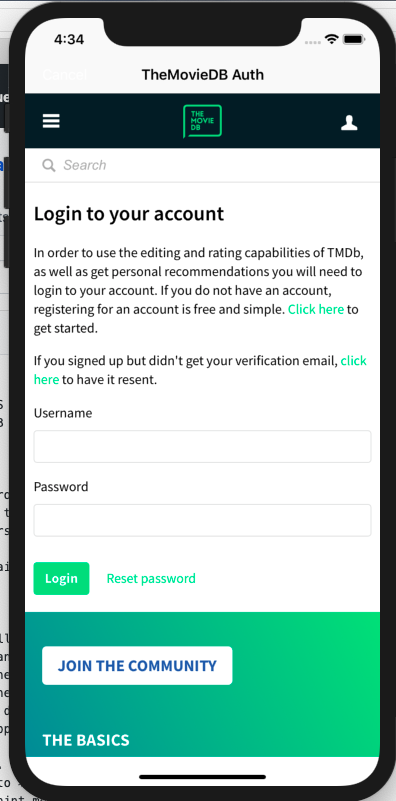 4:34
Cancel
TheMovieDB Auth
THE
MOVIE
DB
Search
Login to your account
In order to use the editing and rating capabilities of TMDb,
as well as get personal recommendations you will need to
login to your account. If you do not have an account,
registering for an account is free and simple. Click here to
get started.
If you signed up but didn't get your verification email, click
here to have it resent.
Username
Password
Login
Reset password
JOIN THE COMMUNITY
THE BASICS